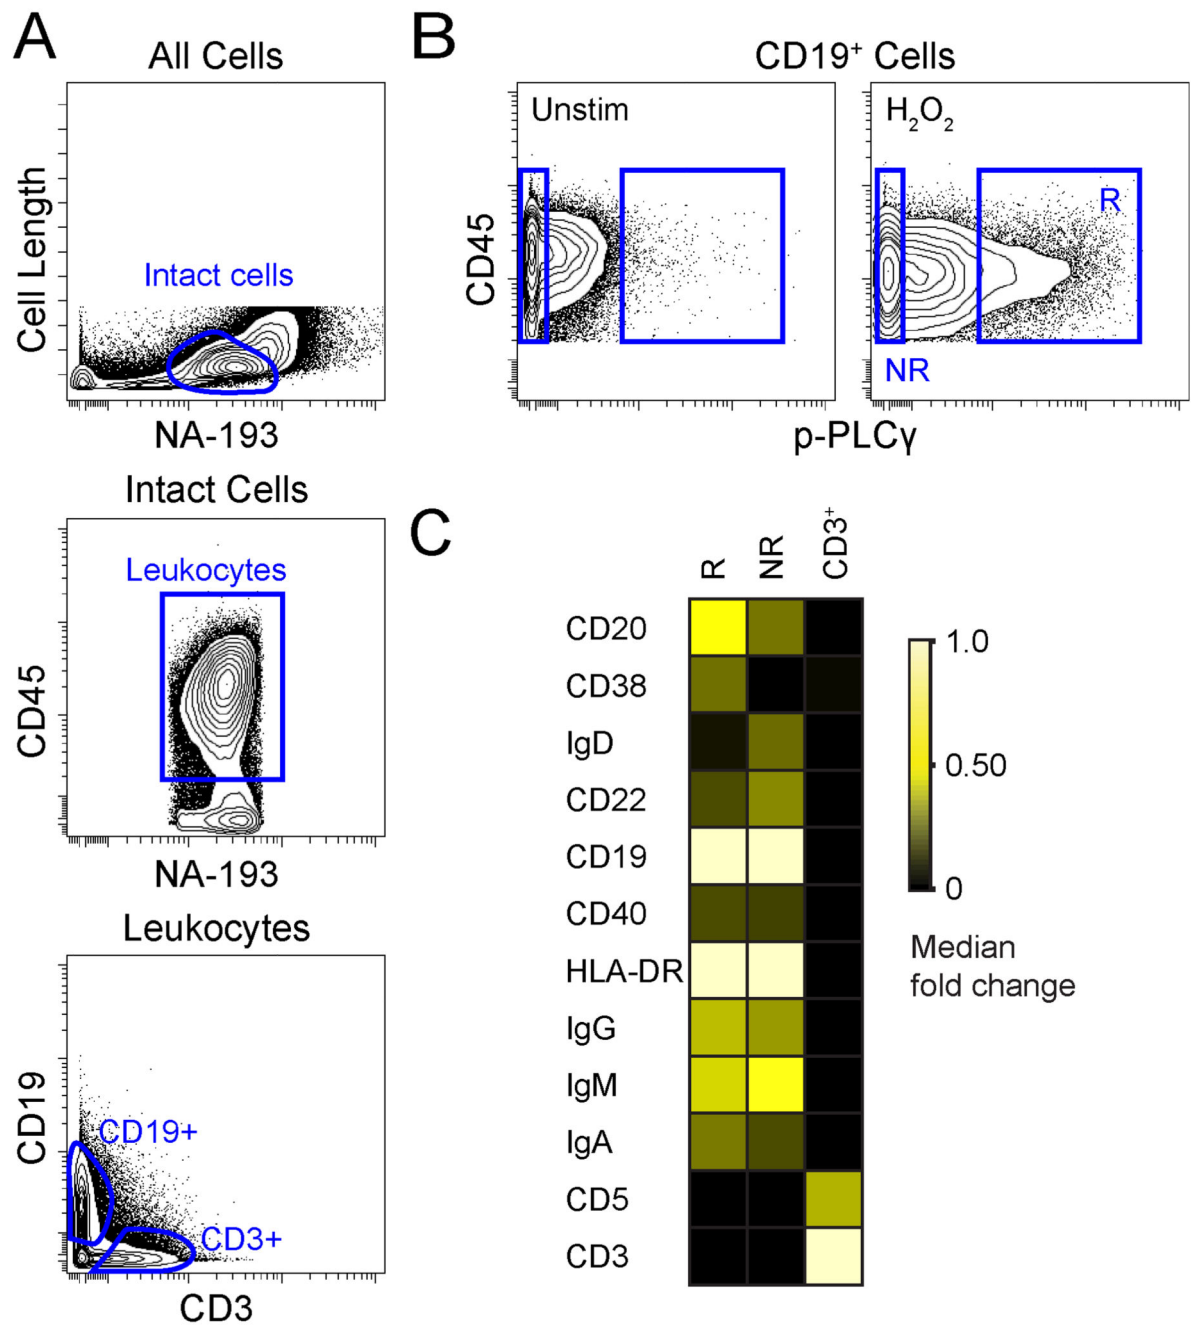 A
All Cells
Cell Length
Intact cells
NA-193
Intact Cells
Leukocytes
CD45
NA-193
Leukocytes
CD19
CD19+
CD3+
CD3
B
CD19⁺ Cells
Unstim
H₂O₂
CD45
R
NR
p-PLCγ
C
R
NR
CD3⁺
CD20
CD38
IgD
CD22
CD19
CD40
HLA-DR
IgG
IgM
IgA
CD5
CD3
1.0
0.50
0
Median
fold change